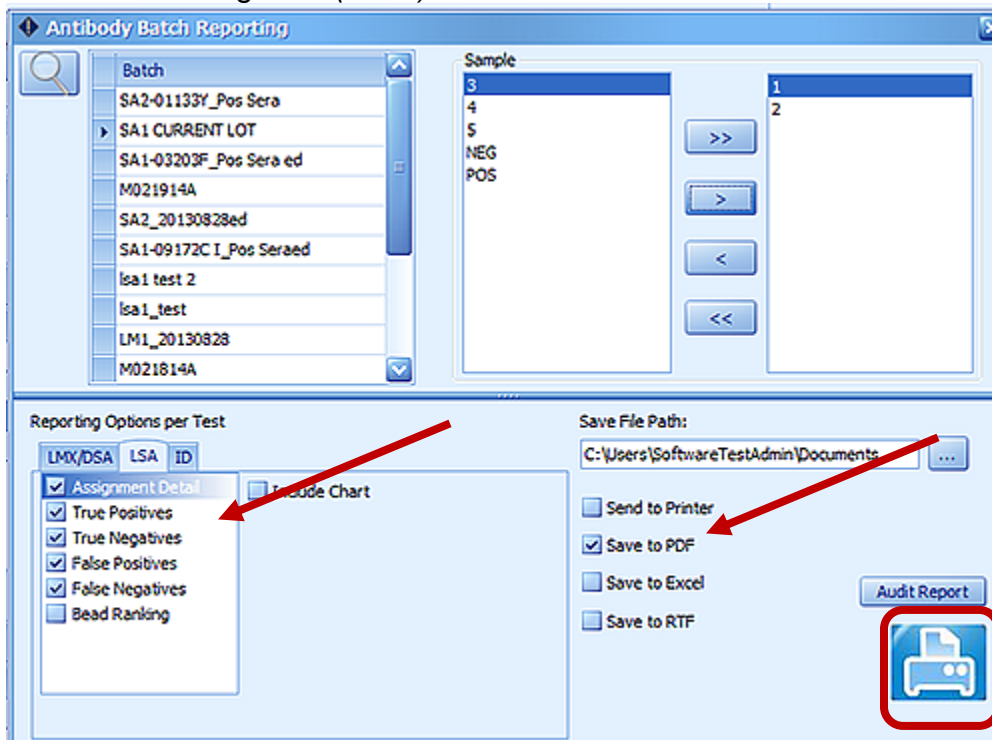 Antibody Batch Reporting
Batch
SA2-01133Y_Pos Sera
SA1 CURRENT LOT
SA1-03203F_Pos Sera ed
M021914A
SA2_20130828ed
SA1-09172C I_Pos Seraed
lsa1 test 2
lsa1_test
LM1_20130828
M021814A
Sample
3
4
5
NEG
POS
>>
>
<
<<
1
2
Reporting Options per Test
LMX/DSA LSA ID
Assignment Detail
True Positives
True Negatives
False Positives
False Negatives
Bead Ranking
Include Chart
Save File Path:
C:\Users\SoftwareTestAdmin\Documents ...
Send to Printer
Save to PDF
Save to Excel
Save to RTF
Audit Report